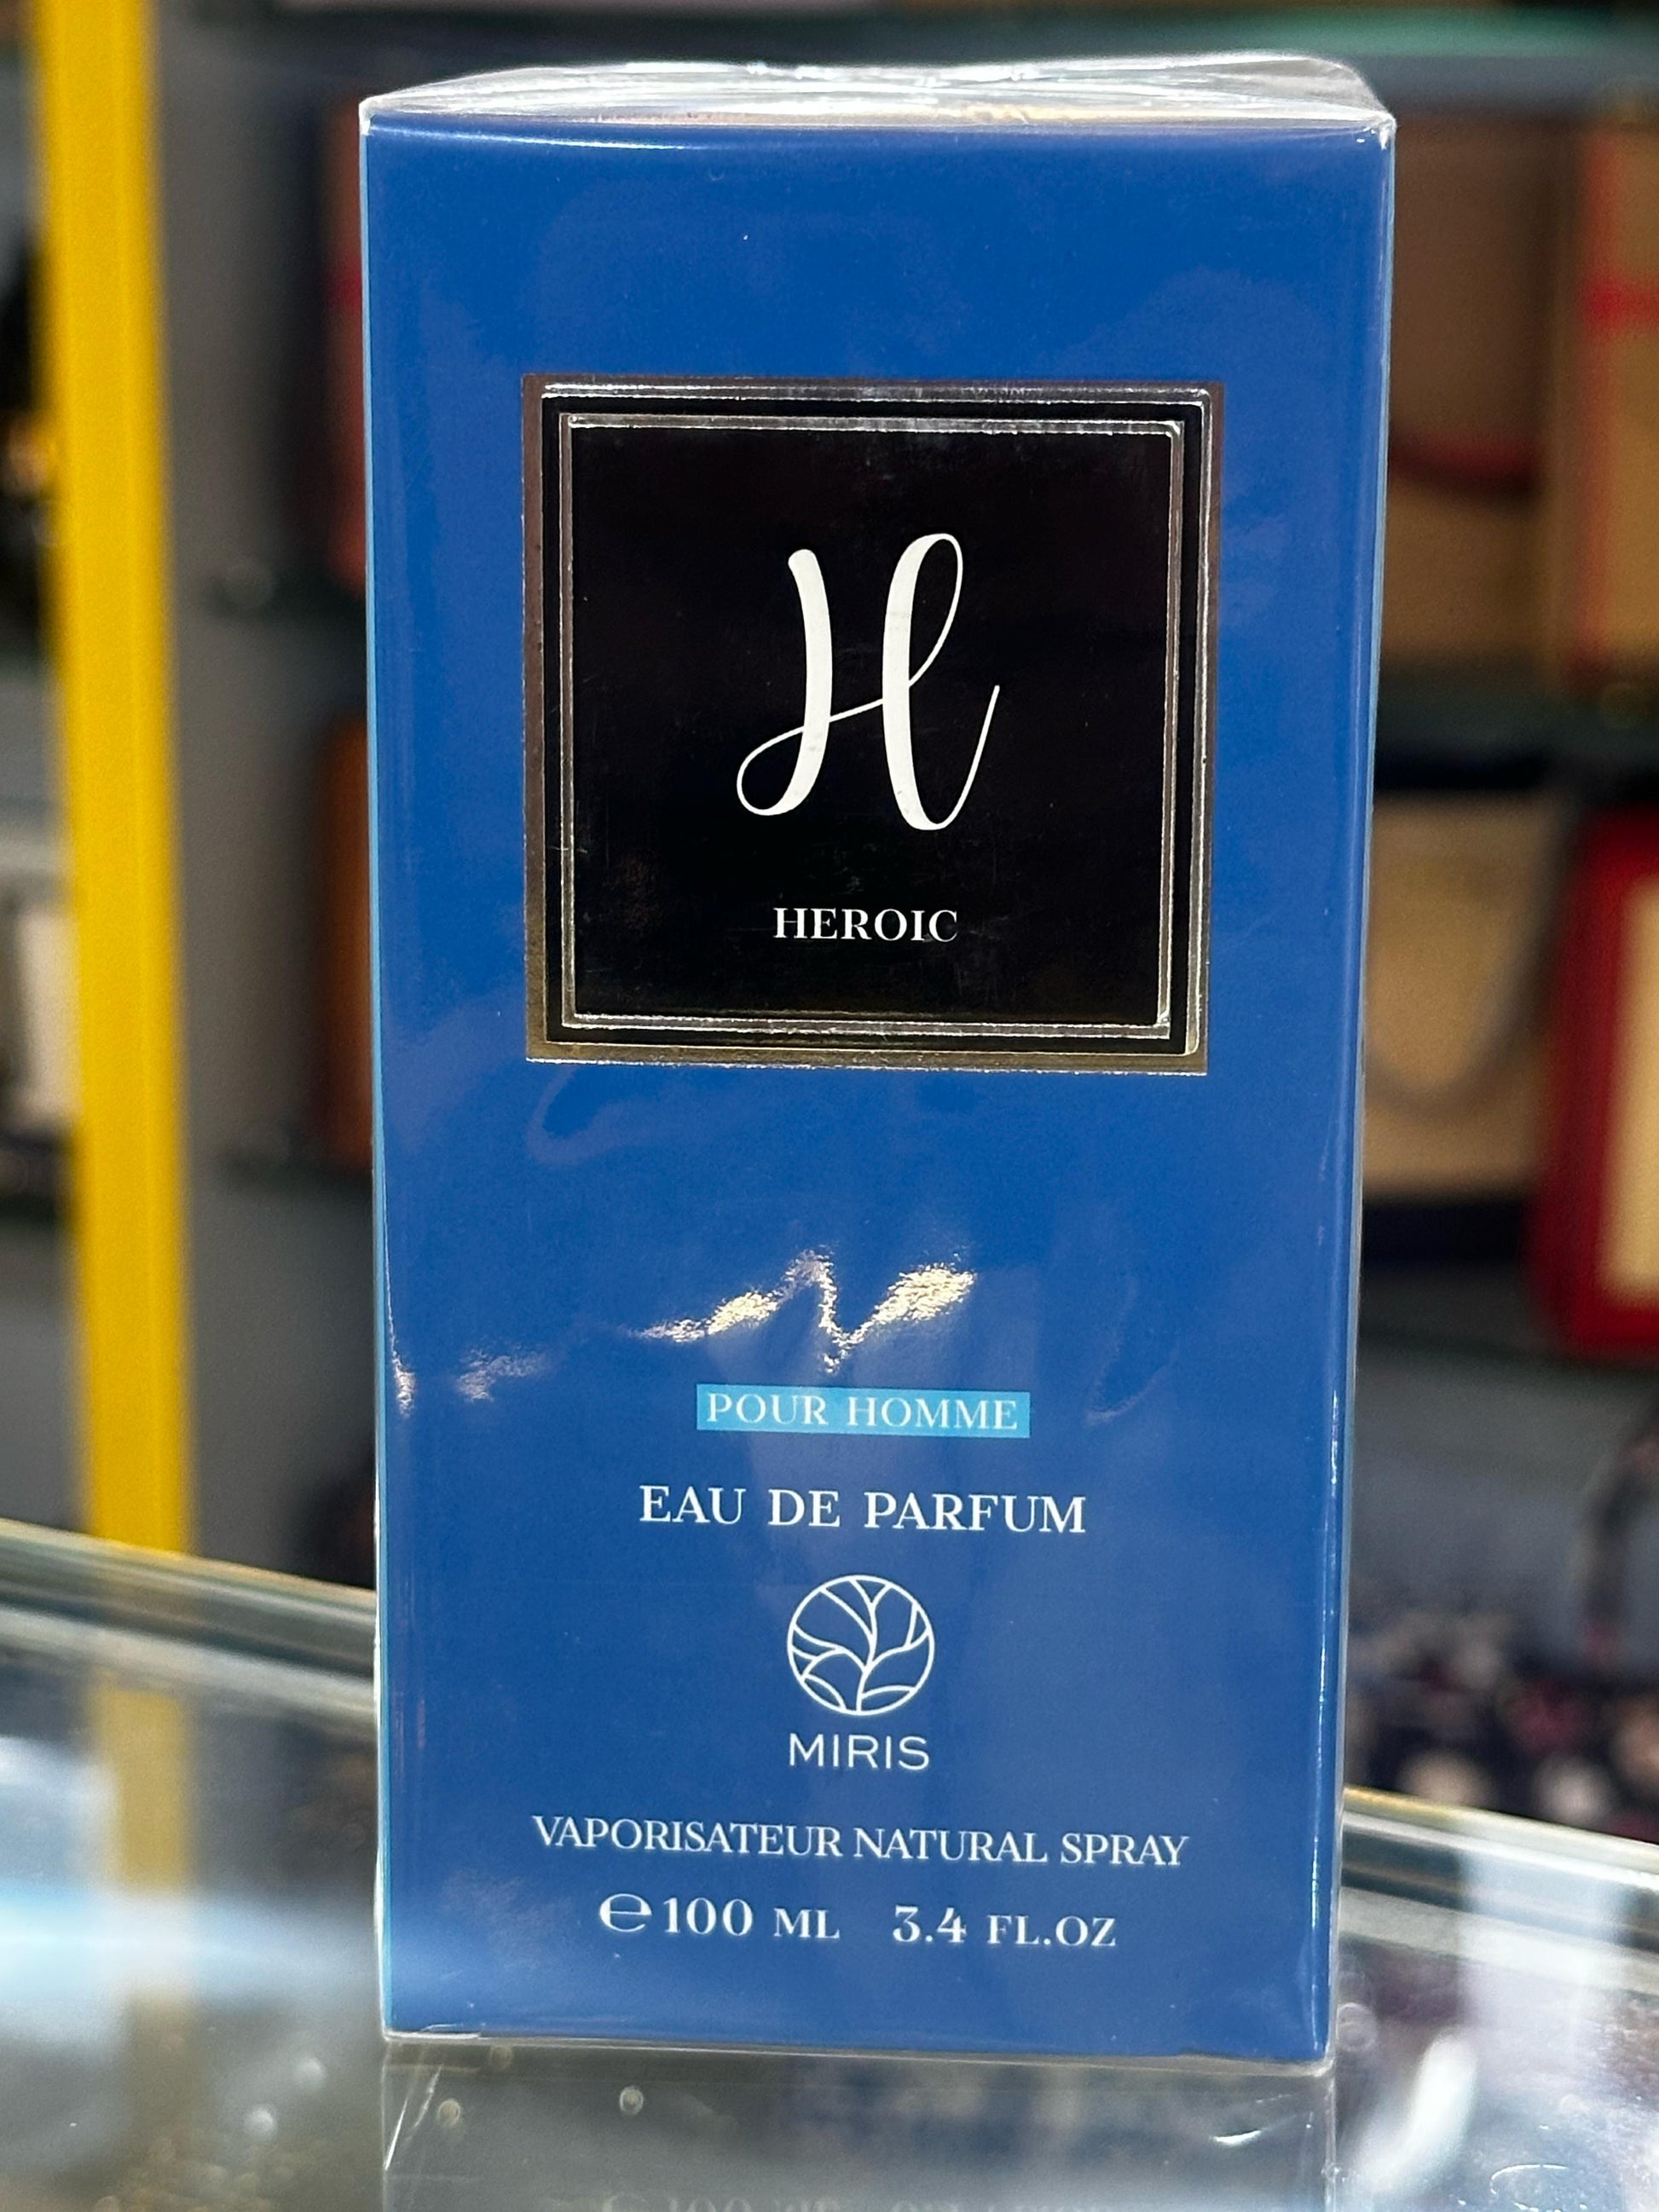 H
HEROIC
POUR HOMME
EAU DE PARFUM
MIRIS
VAPORISATEUR NATURAL SPRAY
℮ 100 ML 3.4 FL.OZ